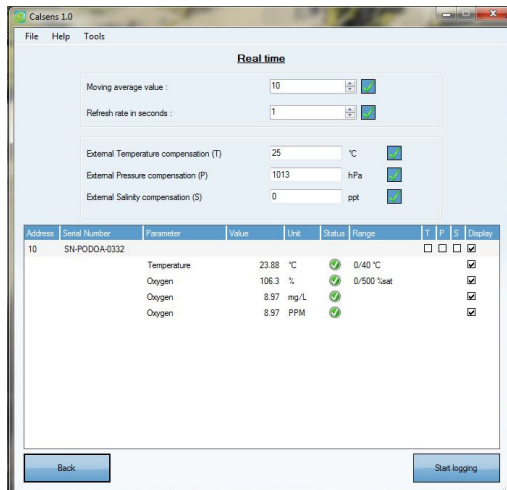 Calsens 1.0
File Help Tools
Real time
Moving average value : 10
Refresh rate in seconds : 1
External Temperature compensation (T) 25 °C
External Pressure compensation (P) 1013 hPa
External Salinity compensation (S) 0 ppt
Address Serial Number Parameter Value Unit Status Range T P S Display
10 SN-PODOA-0332
Temperature 23.88 °C 0/40 °C
Oxygen 106.3 % 0/500 %sat
Oxygen 8.97 mg/L
Oxygen 8.97 PPM
Back Start logging